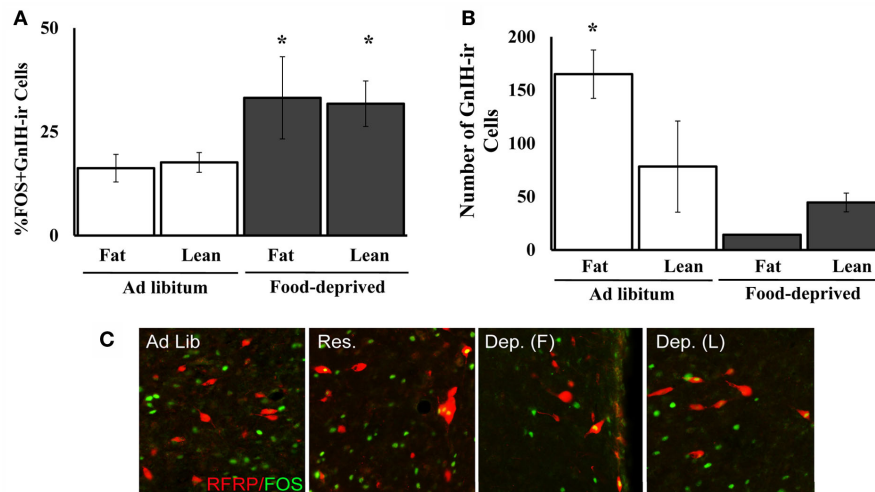 A
50
25
0
%FOS+GnIH-ir Cells
* *
Fat Lean Fat Lean
Ad libitum Food-deprived
B
200
150
100
50
0
Number of GnIH-ir
Cells
*
Fat Lean Fat Lean
Ad libitum Food-deprived
C
Ad Lib Res. Dep. (F) Dep. (L)
RFRP/FOS